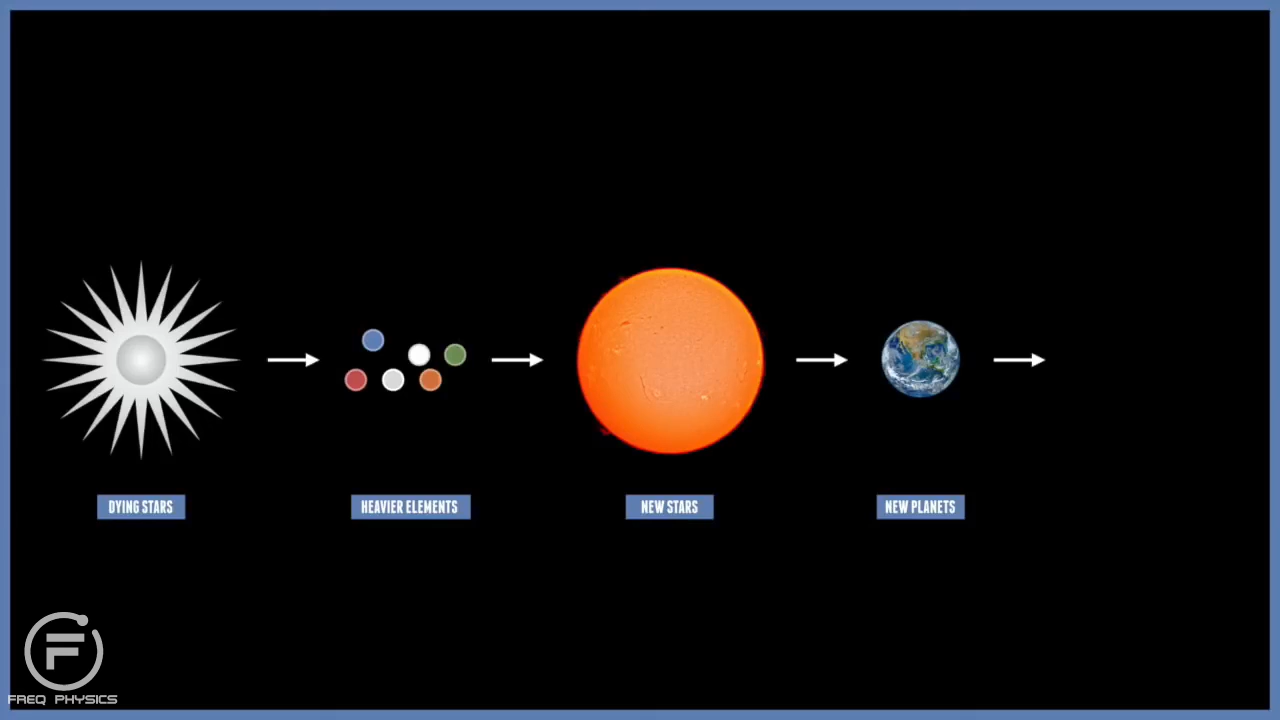 DYING STARS
HEAVIER ELEMENTS
NEW STARS
NEW PLANETS
F
FREQ PHYSICS